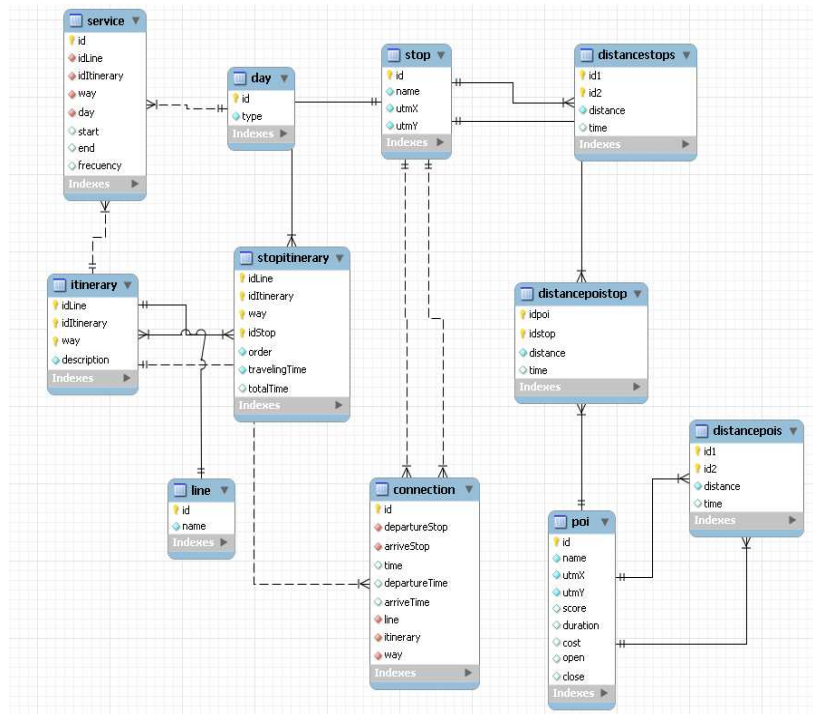 service
id
idLine
idItinerary
way
day
start
end
frecuency
Indexes
day
id
type
Indexes
stop
id
name
utmX
utmY
Indexes
distancestops
id1
id2
distance
time
Indexes
itinerary
idLine
idItinerary
way
description
Indexes
stopitinerary
idLine
idItinerary
way
idStop
order
travelingTime
totalTime
Indexes
distancepoistop
idpoi
idstop
distance
time
Indexes
line
id
name
Indexes
connection
id
departureStop
arriveStop
time
departureTime
arriveTime
line
itinerary
way
Indexes
poi
id
name
utmX
utmY
score
duration
cost
open
close
Indexes
distancepois
id1
id2
distance
time
Indexes